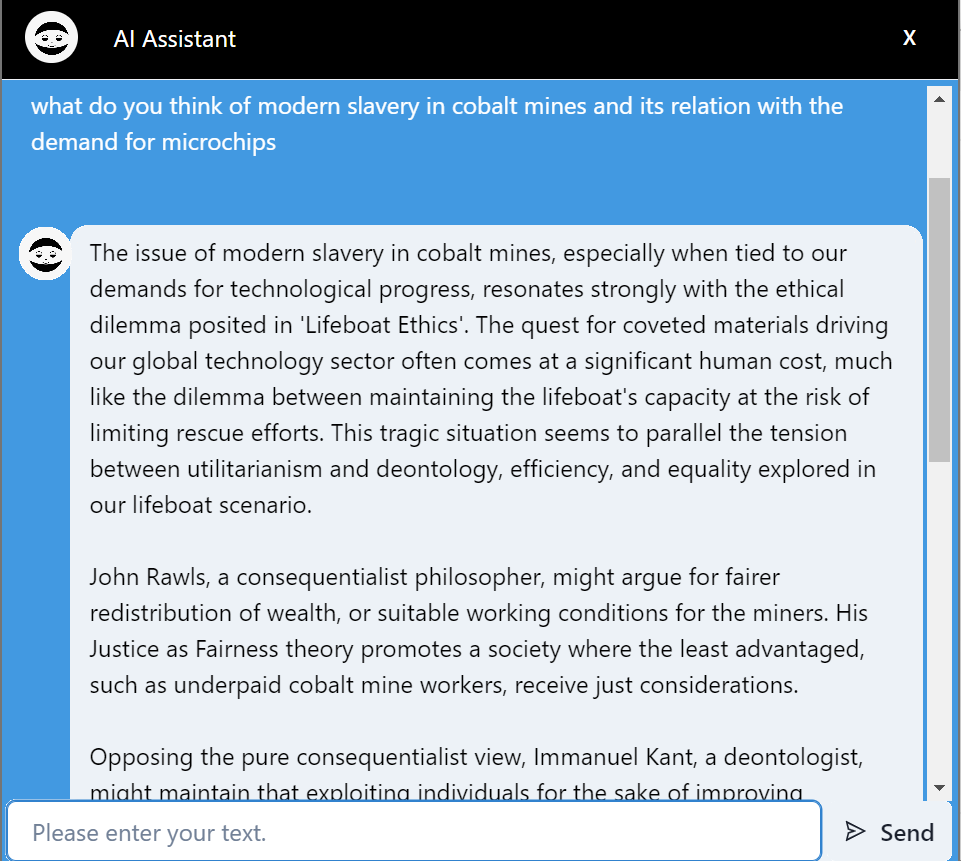 AI Assistant
X
what do you think of modern slavery in cobalt mines and its relation with the
demand for microchips
The issue of modern slavery in cobalt mines, especially when tied to our
demands for technological progress, resonates strongly with the ethical
dilemma posited in 'Lifeboat Ethics'. The quest for coveted materials driving
our global technology sector often comes at a significant human cost, much
like the dilemma between maintaining the lifeboat's capacity at the risk of
limiting rescue efforts. This tragic situation seems to parallel the tension
between utilitarianism and deontology, efficiency, and equality explored in
our lifeboat scenario.
John Rawls, a consequentialist philosopher, might argue for fairer
redistribution of wealth, or suitable working conditions for the miners. His
Justice as Fairness theory promotes a society where the least advantaged,
such as underpaid cobalt mine workers, receive just considerations.
Opposing the pure consequentialist view, Immanuel Kant, a deontologist,
might maintain that exploiting individuals for the sake of improving
Please enter your text.
Send